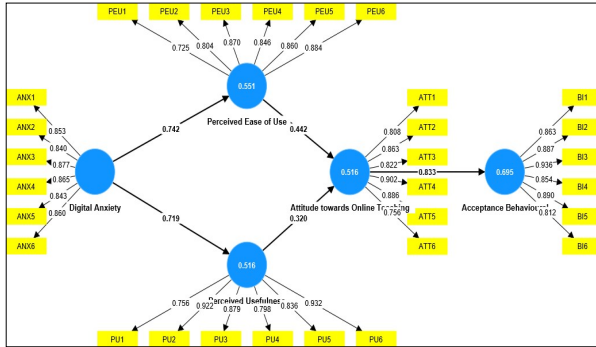 PEU1 PEU2 PEU3 PEU4 PEU5 PEU6
0.725 0.804 0.870 0.846 0.860 0.884
0.551
Perceived Ease of Use
ANX1
ANX2
ANX3
ANX4
ANX5
ANX6
0.853
0.840
0.877
0.865
0.843
0.860
Digital Anxiety
0.742
0.719
0.442
0.320
0.516
Attitude towards Online Teaching
ATT1
ATT2
ATT3
ATT4
ATT5
ATT6
0.808
0.863
0.822
0.902
0.886
0.756
0.833
0.695
Acceptance Behavioural
BI1
BI2
BI3
BI4
BI5
BI6
0.863
0.887
0.936
0.854
0.890
0.812
0.516
Perceived Usefulness
0.756 0.922 0.879 0.798 0.836 0.932
PU1 PU2 PU3 PU4 PU5 PU6